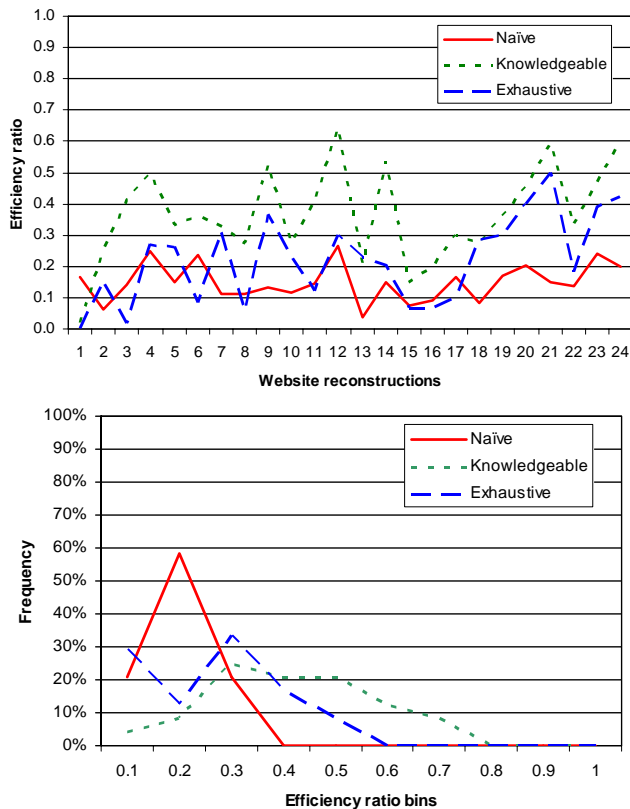 1.0
0.9
0.8
0.7
0.6
0.5
0.4
0.3
0.2
0.1
0.0
Efficiency ratio
Naïve
Knowledgeable
Exhaustive
1 2 3 4 5 6 7 8 9 10 11 12 13 14 15 16 17 18 19 20 21 22 23 24
Website reconstructions
100%
90%
80%
70%
60%
50%
40%
30%
20%
10%
0%
Frequency
Naïve
Knowledgeable
Exhaustive
0.1 0.2 0.3 0.4 0.5 0.6 0.7 0.8 0.9 1
Efficiency ratio bins